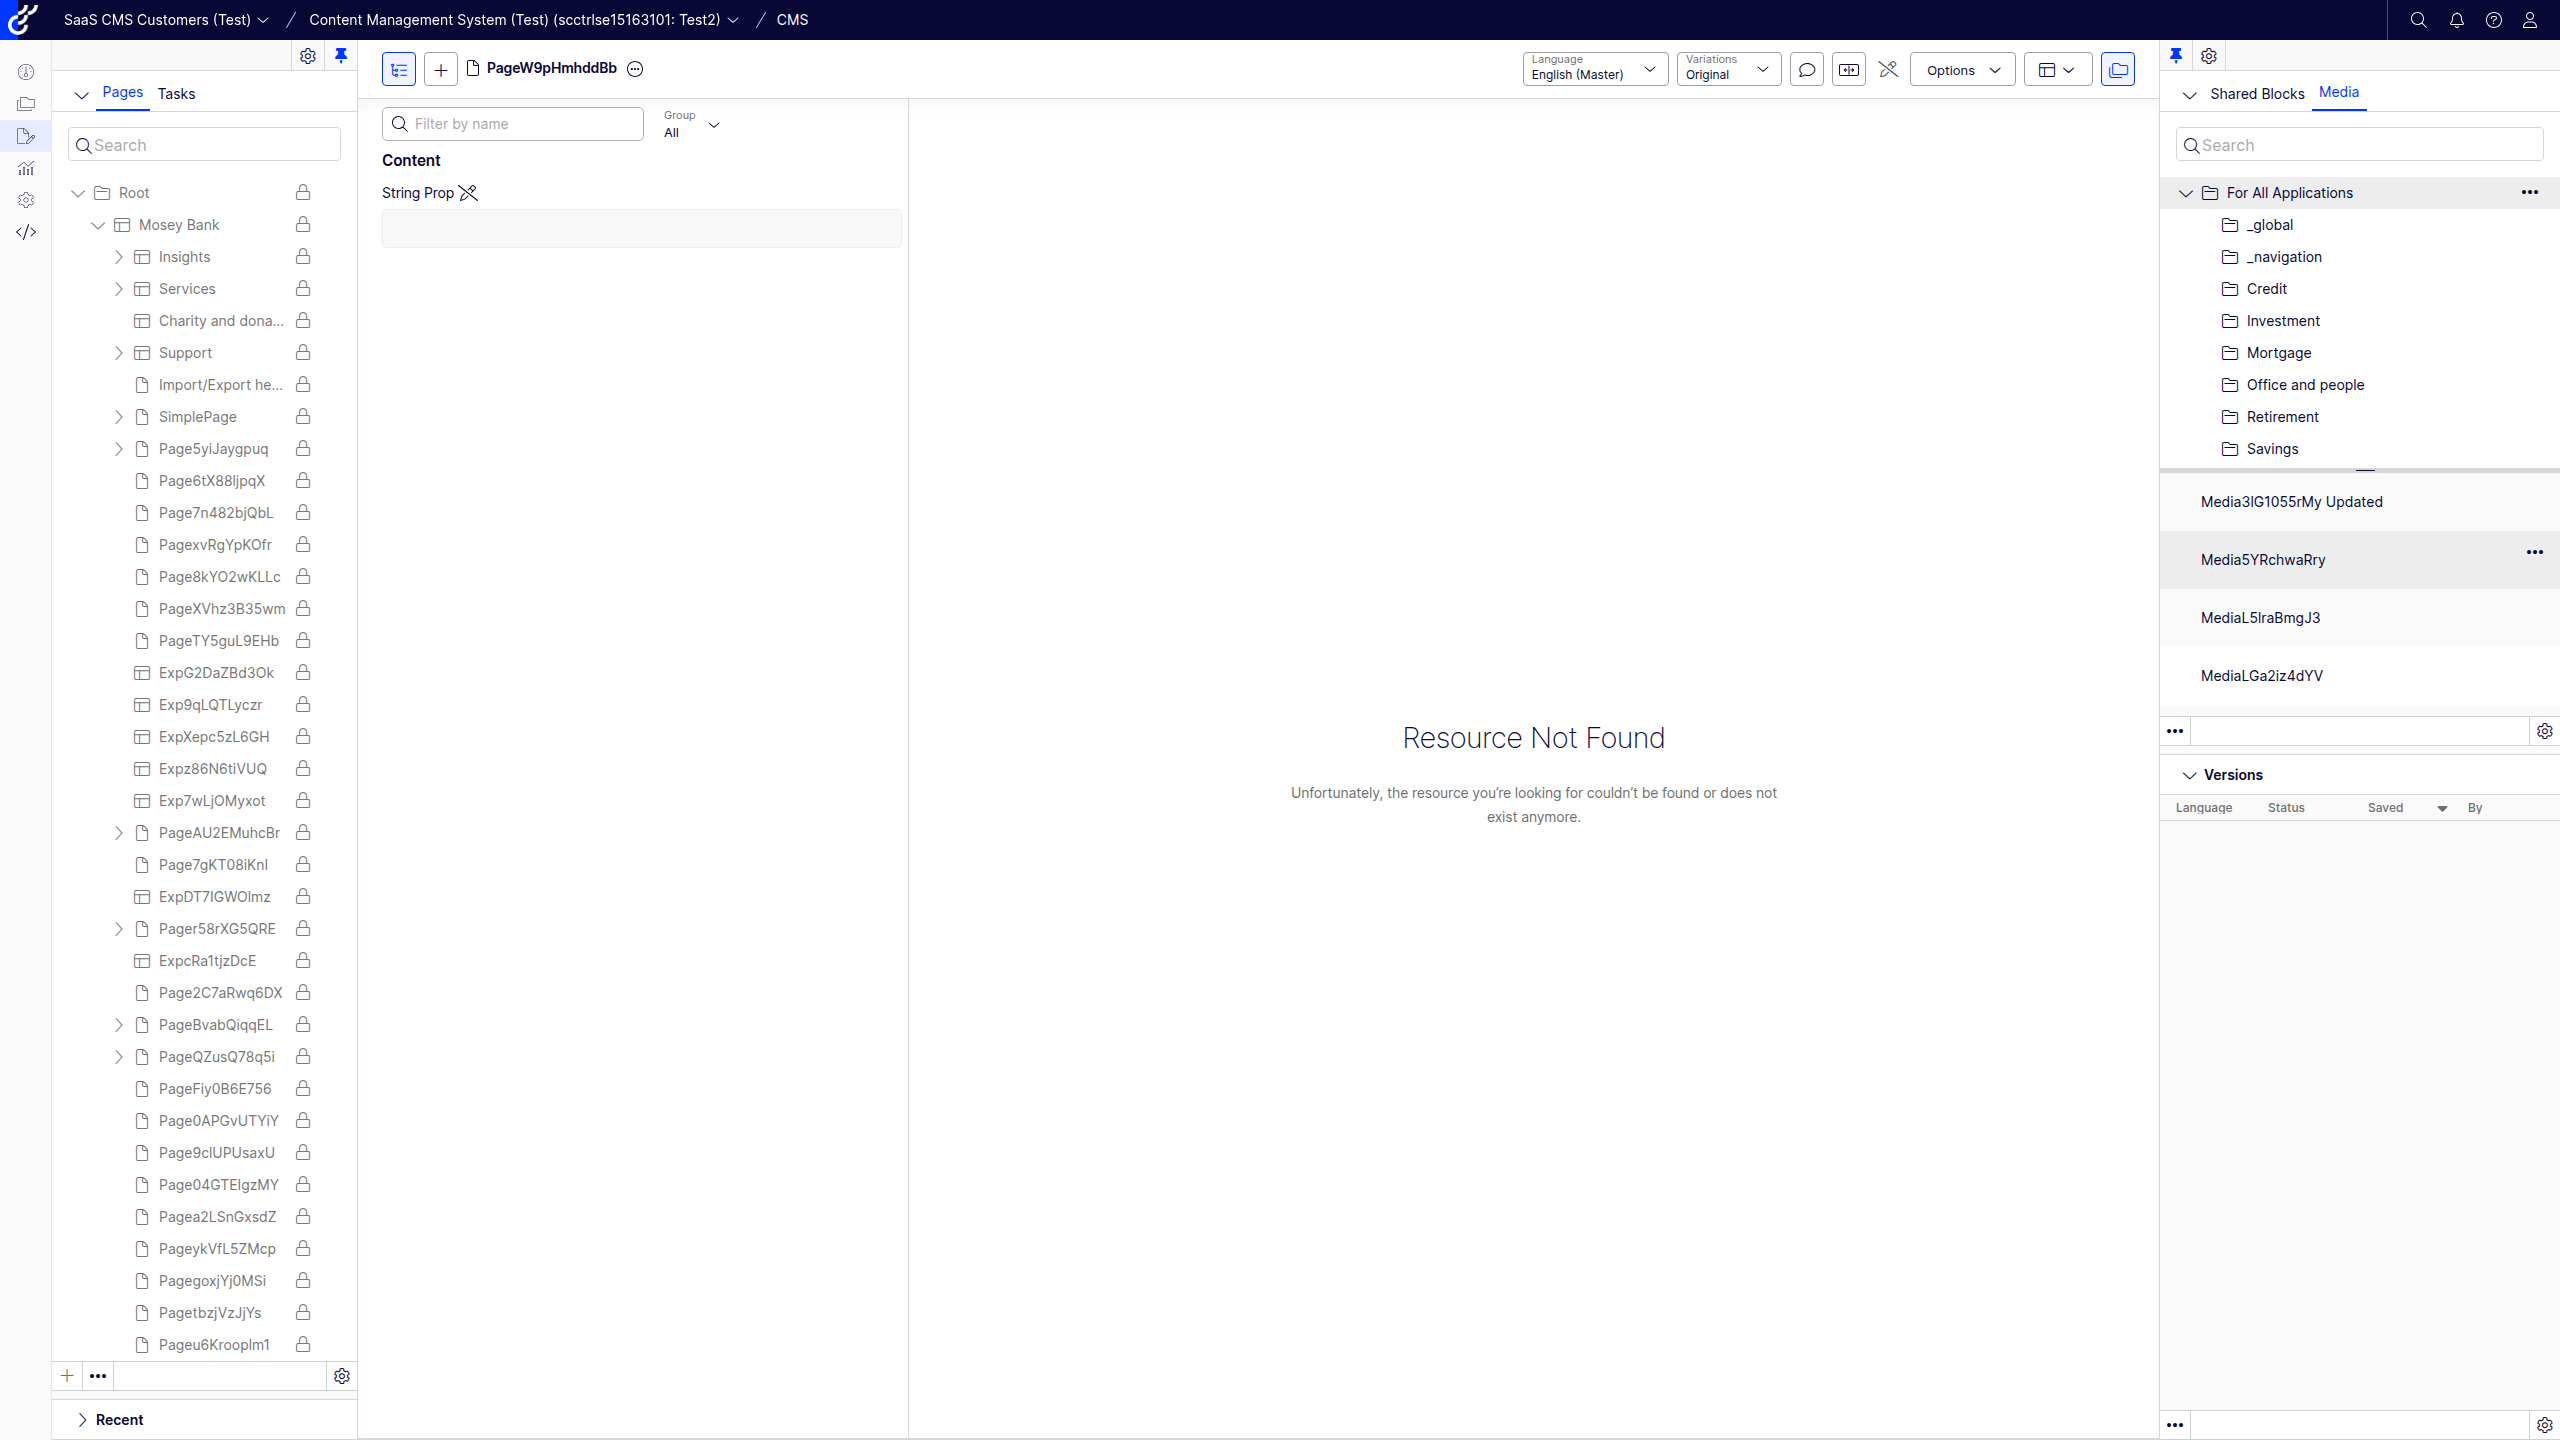 SaaS CMS Customers (Test) / Content Management System (Test) (scctrlse15163101: Test2) / CMS
Pages Tasks
Search
Root
Mosey Bank
Insights
Services
Charity and dona...
Support
Import/Export he...
SimplePage
Page5yiJaygpuq
Page6tX88ljpqX
Page7n482bjQbL
PagexvRgYpKOfr
Page8kYO2wKLLc
PageXVhz3B35wm
PageTY5guL9EHb
ExpG2DaZBd3Ok
Exp9qLQTLyczr
ExpXepc5zL6GH
Expz86N6tiVUQ
Exp7wLjOMyxot
PageAU2EMuhcBr
Page7gKT08iKnI
ExpDT7IGWOlmz
Pager58rXG5QRE
ExpcRa1tjzDcE
Page2C7aRwq6DX
PageBvabQiqqEL
PageQZusQ78q5i
PageFiy0B6E756
Page0APGvUTYiY
Page9clUPUsaxU
Page04GTEIgzMY
Pagea2LSnGxsdZ
PageykVfL5ZMcp
PagegoxjYj0MSi
PagetbzjVzJjYs
Pageu6Krooplm1
Recent
PageW9pHmhddBb
Language
English (Master)
Variations
Original
Options
Filter by name
Group
All
Content
String Prop
Resource Not Found
Unfortunately, the resource you're looking for couldn't be found or does not
exist anymore.
Shared Blocks Media
Search
For All Applications
_global
_navigation
Credit
Investment
Mortgage
Office and people
Retirement
Savings
Media3lG1055rMy Updated
Media5YRchwaRry
MediaL5lraBmgJ3
MediaLGa2iz4dYV
Versions
Language Status Saved By